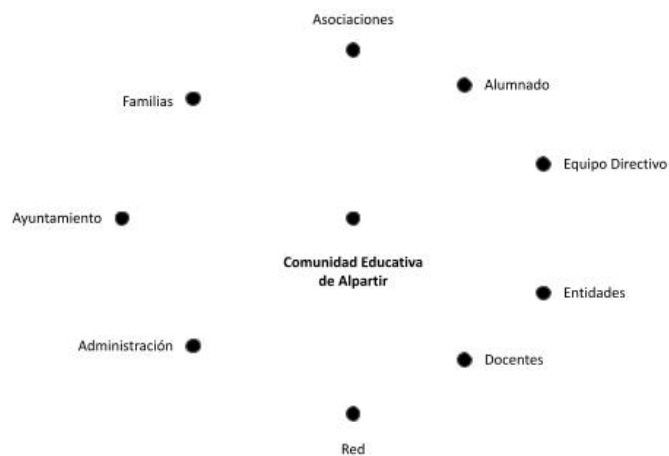 Asociaciones
Alumnado
Familias
Equipo Directivo
Ayuntamiento
Comunidad Educativa
de Alpartir
Entidades
Administración
Docentes
Red